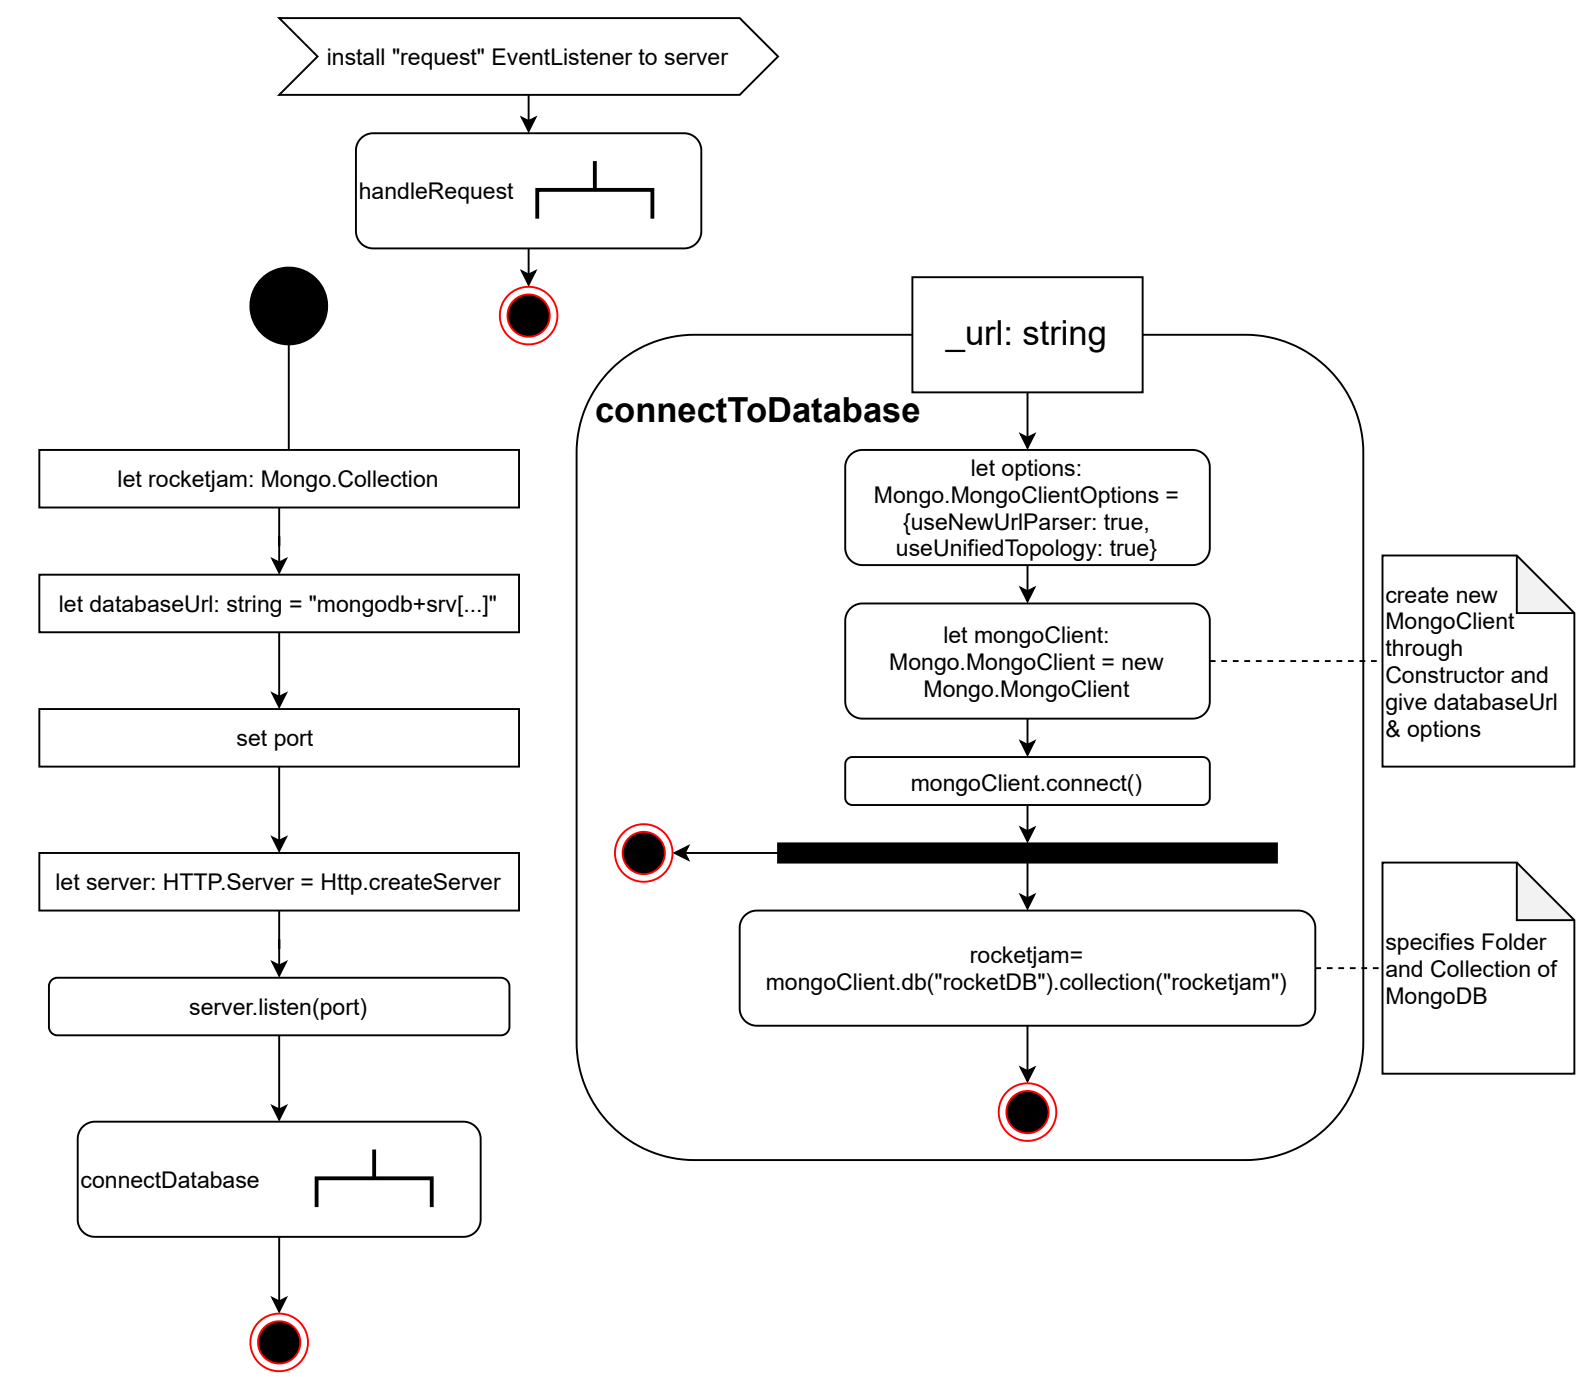 install "request" EventListener to server
handleRequest
let rocketjam: Mongo.Collection
let databaseUrl: string = "mongodb+srv[...]"
set port
let server: HTTP.Server = Http.createServer
server.listen(port)
connectDatabase
_url: string
connectToDatabase
let options:
Mongo.MongoClientOptions =
{useNewUrlParser: true,
useUnifiedTopology: true}
let mongoClient:
Mongo.MongoClient = new
Mongo.MongoClient
mongoClient.connect()
rocketjam=
mongoClient.db("rocketDB").collection("rocketjam")
create new
MongoClient
through
Constructor and
give databaseUrl
& options
specifies Folder
and Collection of
MongoDB